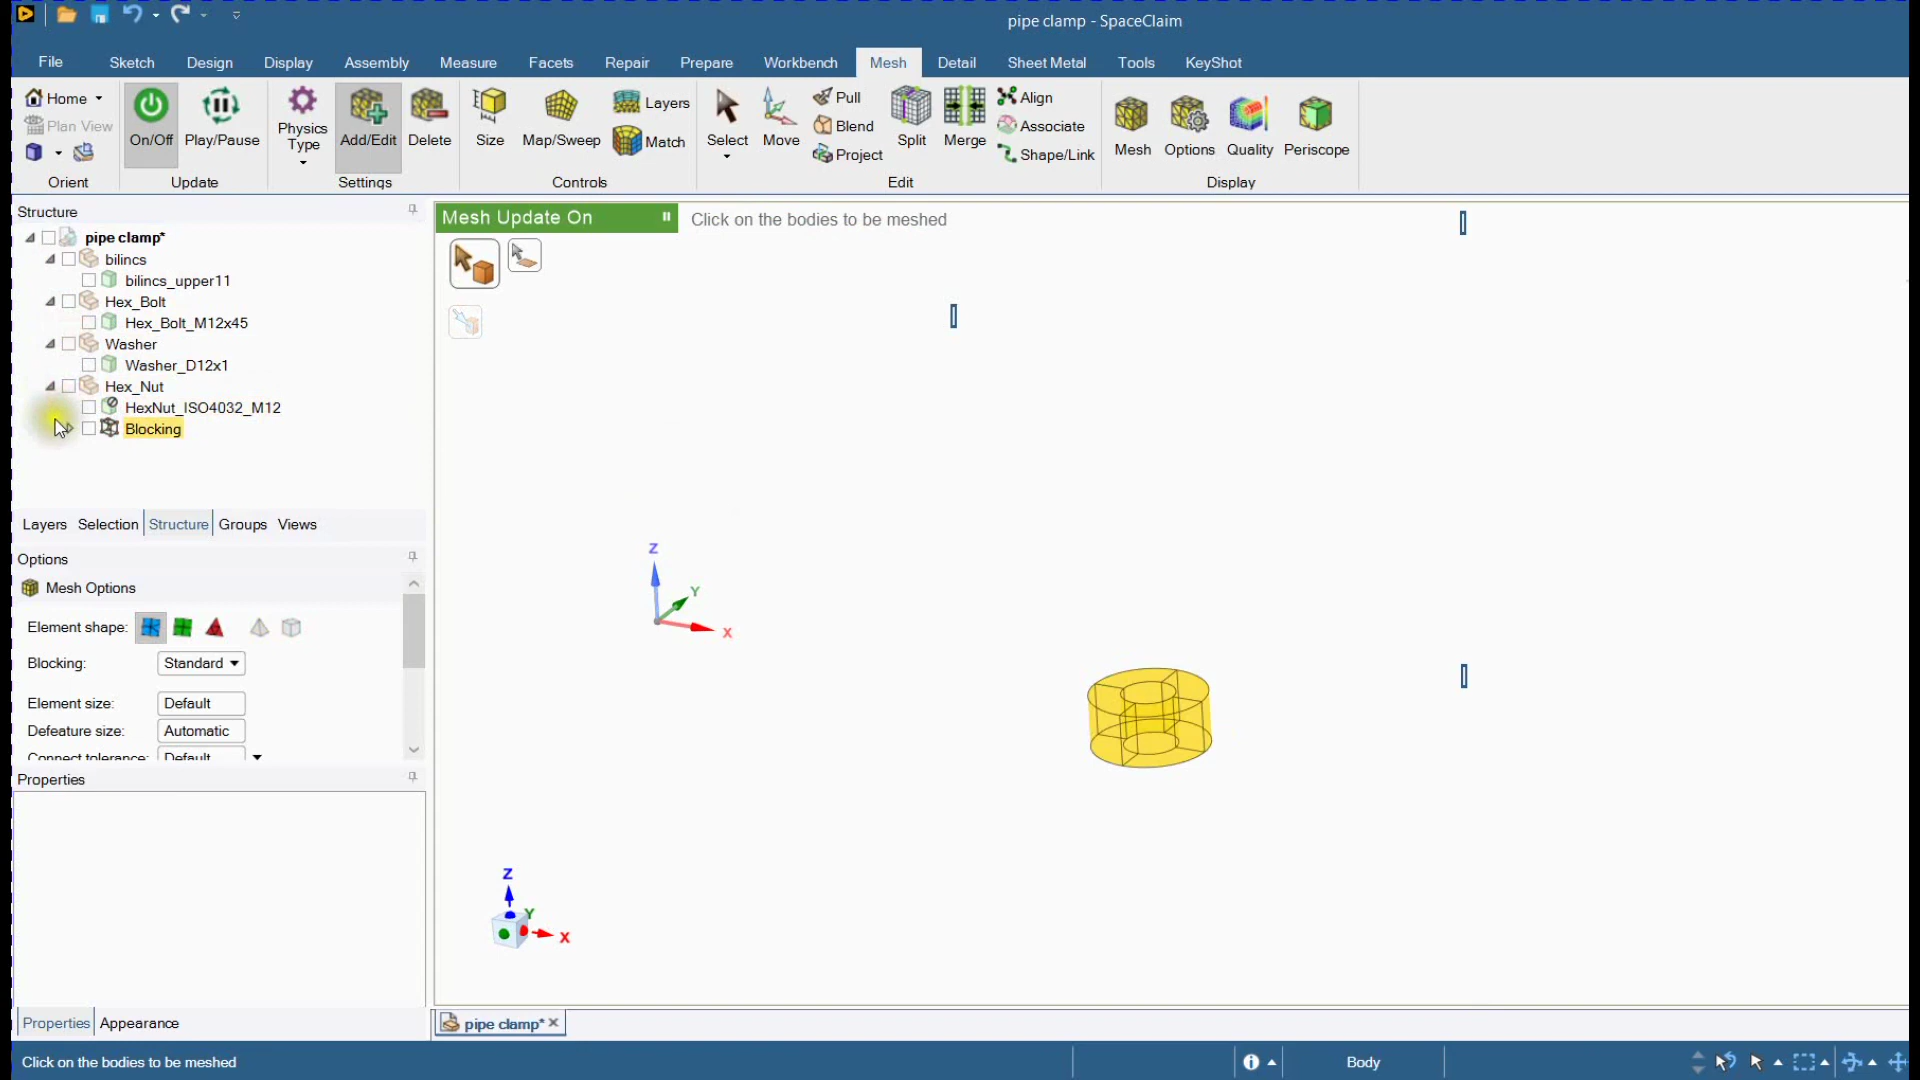 pipe clamp - SpaceClaim
File Sketch Design Display Assembly Measure Facets Repair Prepare Workbench Mesh Detail Sheet Metal Tools KeyShot
Home
Plan View
Orient
On/Off
Play/Pause
Update
Physics
Type
Add/Edit
Delete
Settings
Size
Map/Sweep
Layers
Match
Controls
Select
Move
Pull
Blend
Project
Split
Merge
Align
Associate
Shape/Link
Edit
Mesh
Options
Quality
Periscope
Display
Structure
pipe clamp*
bilincs
bilincs_upper11
Hex_Bolt
Hex_Bolt_M12x45
Washer
Washer_D12x1
Hex_Nut
HexNut_ISO4032_M12
Blocking
Layers Selection Structure Groups Views
Options
Mesh Options
Element shape:
Blocking: Standard
Element size: Default
Defeature size: Automatic
Connect tolerance: Default
Properties
Properties Appearance
Mesh Update On
Click on the bodies to be meshed
Z
Y
X
Z
Y
X
pipe clamp*
Click on the bodies to be meshed
Body